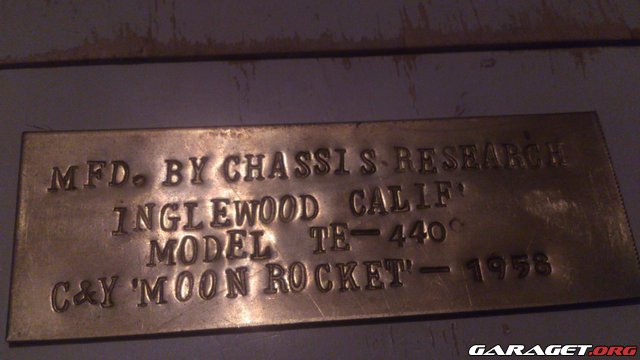 MFD. BY CHASSIS RESEARCH
INGLEWOOD CALIF'
MODEL TE-440
C&Y 'MOON ROCKET' - 1958
GARAGET.ORG